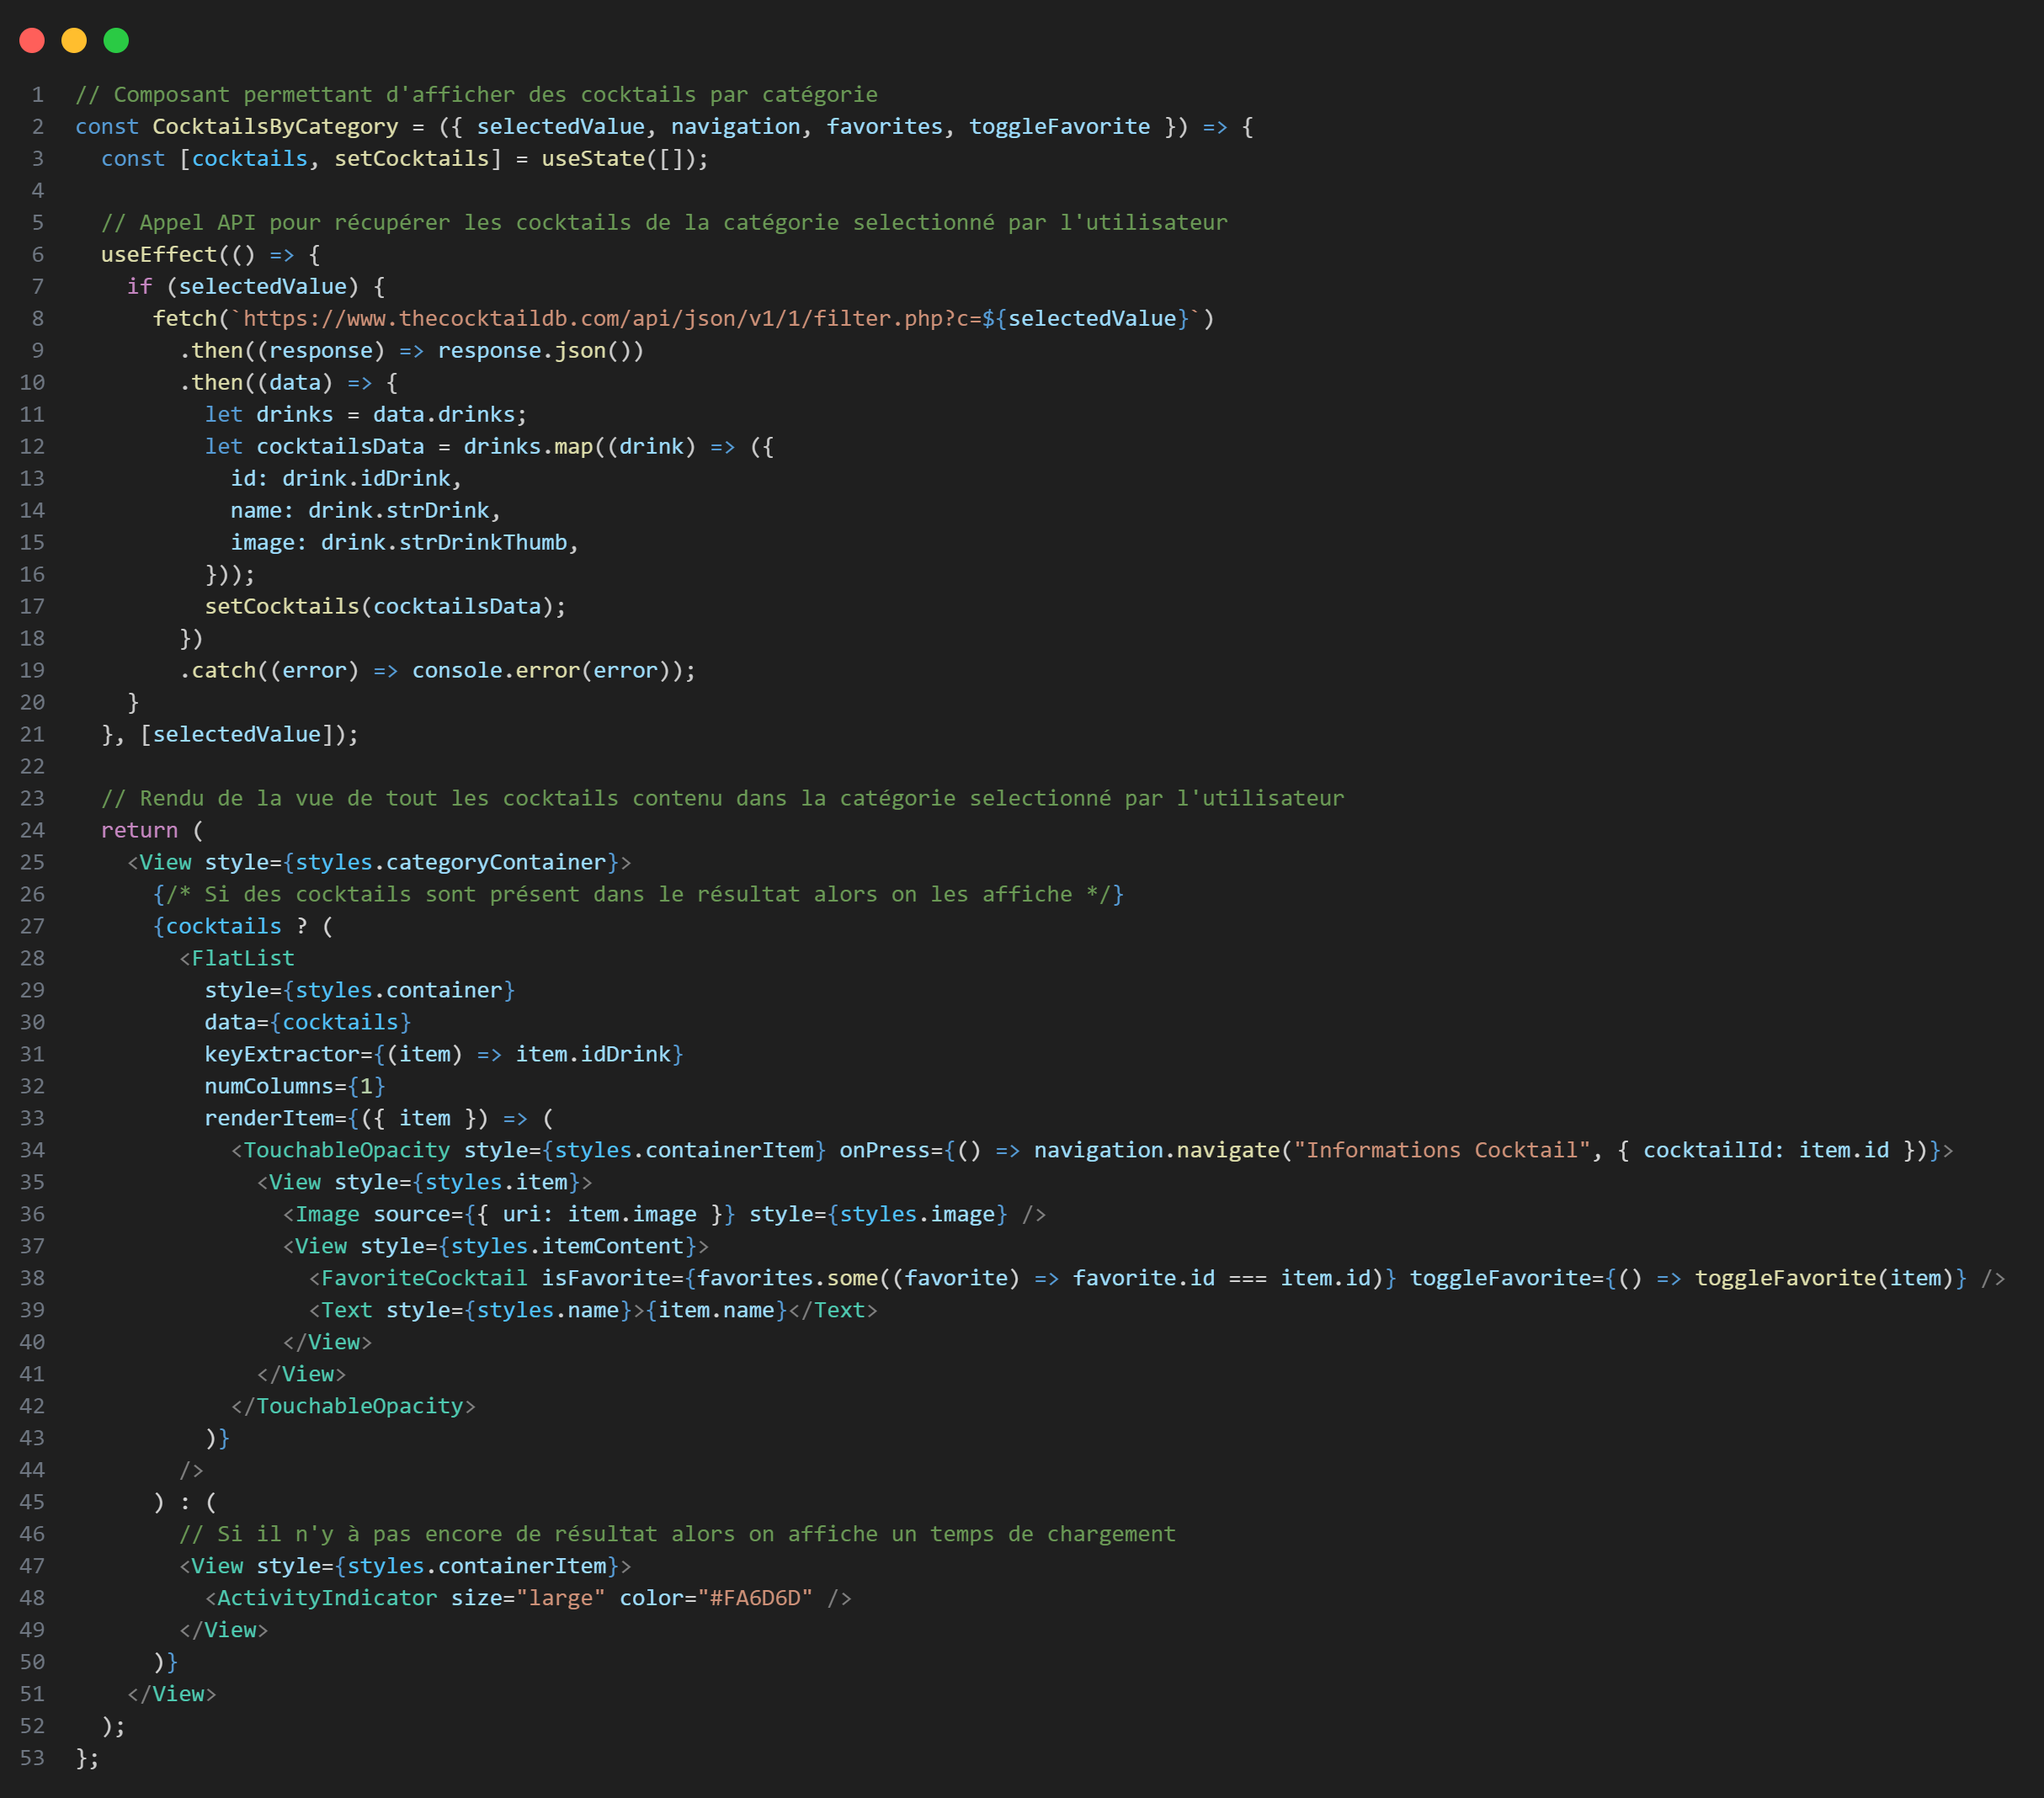 1 // Composant permettant d'afficher des cocktails par catégorie
2 const CocktailsByCategory = ({ selectedValue, navigation, favorites, toggleFavorite }) => {
3   const [cocktails, setCocktails] = useState([]);
4
5   // Appel API pour récupérer les cocktails de la catégorie selectionné par l'utilisateur
6   useEffect(() => {
7     if (selectedValue) {
8       fetch(`https://www.thecocktaildb.com/api/json/v1/1/filter.php?c=${selectedValue}`)
9         .then((response) => response.json())
10         .then((data) => {
11           let drinks = data.drinks;
12           let cocktailsData = drinks.map((drink) => ({
13             id: drink.idDrink,
14             name: drink.strDrink,
15             image: drink.strDrinkThumb,
16           }));
17           setCocktails(cocktailsData);
18         })
19         .catch((error) => console.error(error));
20     }
21   }, [selectedValue]);
22
23   // Rendu de la vue de tout les cocktails contenu dans la catégorie selectionné par l'utilisateur
24   return (
25     <View style={styles.categoryContainer}>
26       {/* Si des cocktails sont présent dans le résultat alors on les affiche */}
27       {cocktails ? (
28         <FlatList
29           style={styles.container}
30           data={cocktails}
31           keyExtractor={(item) => item.idDrink}
32           numColumns={1}
33           renderItem={({ item }) => (
34             <TouchableOpacity style={styles.containerItem} onPress={() => navigation.navigate("Informations Cocktail", { cocktailId: item.id })}>
35               <View style={styles.item}>
36                 <Image source={{ uri: item.image }} style={styles.image} />
37                 <View style={styles.itemContent}>
38                   <FavoriteCocktail isFavorite={favorites.some((favorite) => favorite.id === item.id)} toggleFavorite={() => toggleFavorite(item)} />
39                   <Text style={styles.name}>{item.name}</Text>
40                 </View>
41               </View>
42             </TouchableOpacity>
43           )}
44         />
45       ) : (
46         // Si il n'y à pas encore de résultat alors on affiche un temps de chargement
47         <View style={styles.containerItem}>
48           <ActivityIndicator size="large" color="#FA6D6D" />
49         </View>
50       )}
51     </View>
52   );
53 };